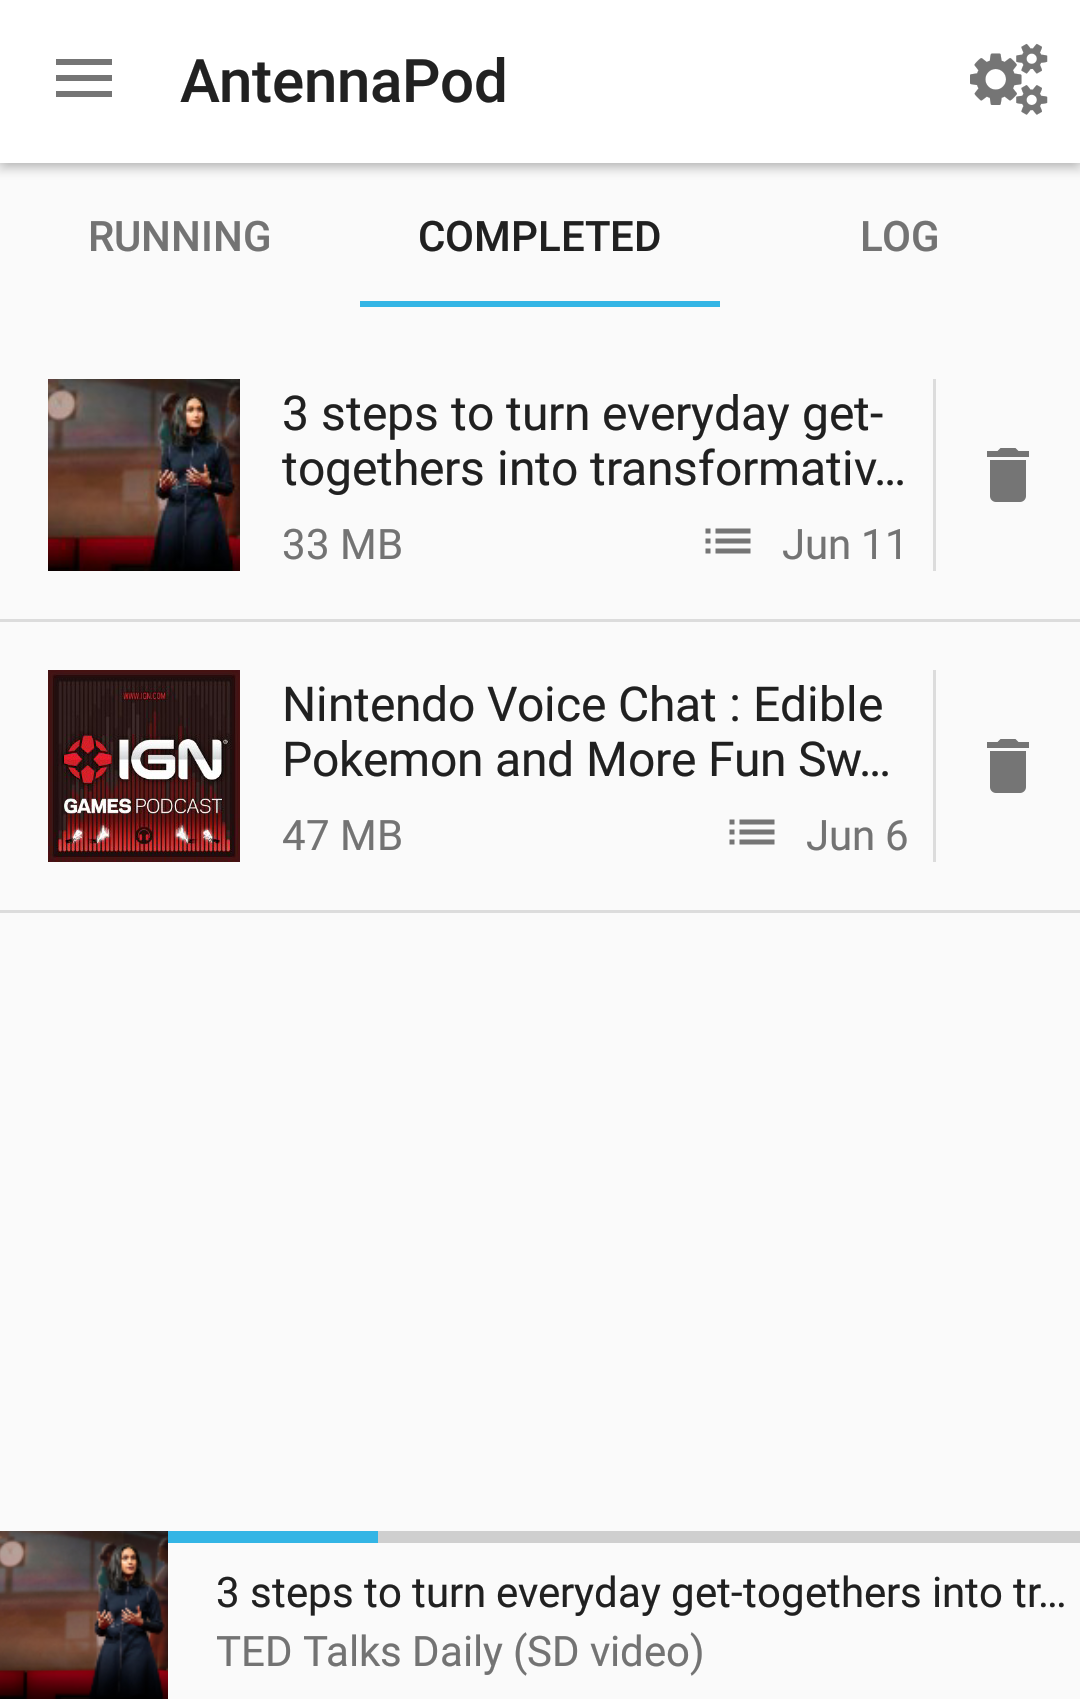 AntennaPod
RUNNING
COMPLETED
LOG
3 steps to turn everyday get-
togethers into transformativ...
33 MB
Jun 11
WWW.IGN.COM
IGN
GAMES PODCAST
Nintendo Voice Chat : Edible
Pokemon and More Fun Sw...
47 MB
Jun 6
3 steps to turn everyday get-togethers into tr...
TED Talks Daily (SD video)